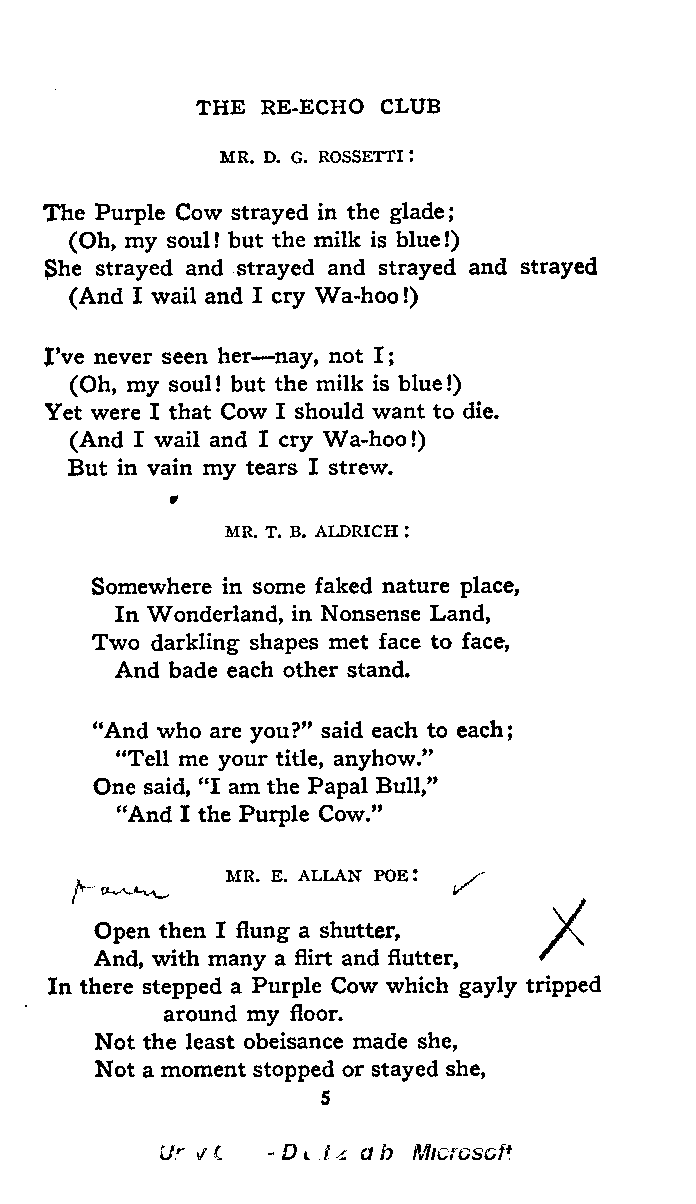 THE RE-ECHO CLUB
MR. D. G. ROSSETTI:
The Purple Cow strayed in the glade;
(Oh, my soul! but the milk is blue!)
She strayed and strayed and strayed and strayed
(And I wail and I cry Wa-hoo!)
I've never seen her—nay, not I;
(Oh, my soul! but the milk is blue!)
Yet were I that Cow I should want to die.
(And I wail and I cry Wa-hoo!)
But in vain my tears I strew.
MR. T. B. ALDRICH:
Somewhere in some faked nature place,
In Wonderland, in Nonsense Land,
Two darkling shapes met face to face,
And bade each other stand.
"And who are you?" said each to each;
"Tell me your title, anyhow."
One said, "I am the Papal Bull,"
"And I the Purple Cow."
MR. E. ALLAN POE:
Open then I flung a shutter,
And, with many a flirt and flutter,
In there stepped a Purple Cow which gayly tripped
around my floor.
Not the least obeisance made she,
Not a moment stopped or stayed she,
5
Microsoft